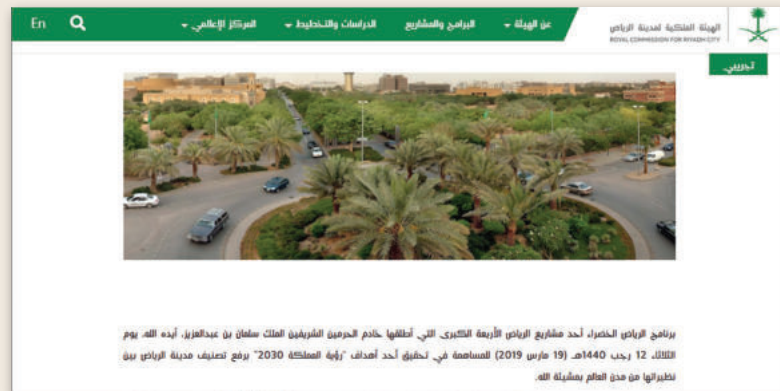 الهيئة الملكية لمدينة الرياض
ROYAL COMMISSION FOR RIYADH CITY
عن الهيئة
البرامج والمشاريع
الدراسات والتخطيط
المركز الإعلامي
En
تجريبي
برنامج الرياض الخضراء أحد مشاريع الرياض الأربعة الكبرى التي أطلقها خادم الحرمين الشريفين الملك سلمان بن عبدالعزيز، أيده الله، يوم
الثلاثاء 12 رجب 1440هـ (19 مارس 2019) للمساهمة في تحقيق أحد أهداف "رؤية المملكة 2030" برفع تصنيف مدينة الرياض بين
نظيراتها من مدن العالم بمشيئة الله.